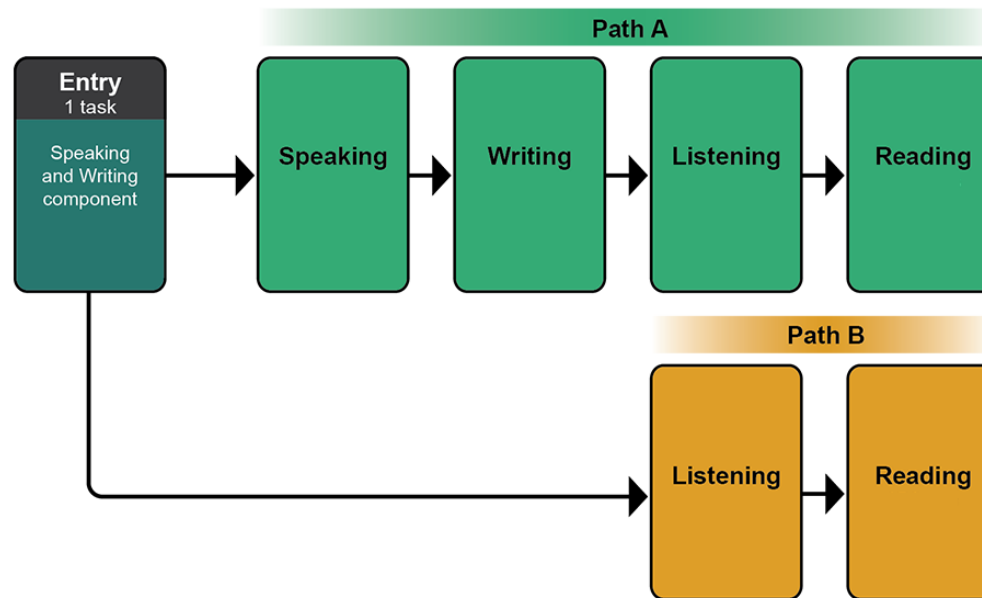 Path A
Entry
1 task
Speaking
and Writing
component
Speaking
Writing
Listening
Reading
Path B
Listening
Reading